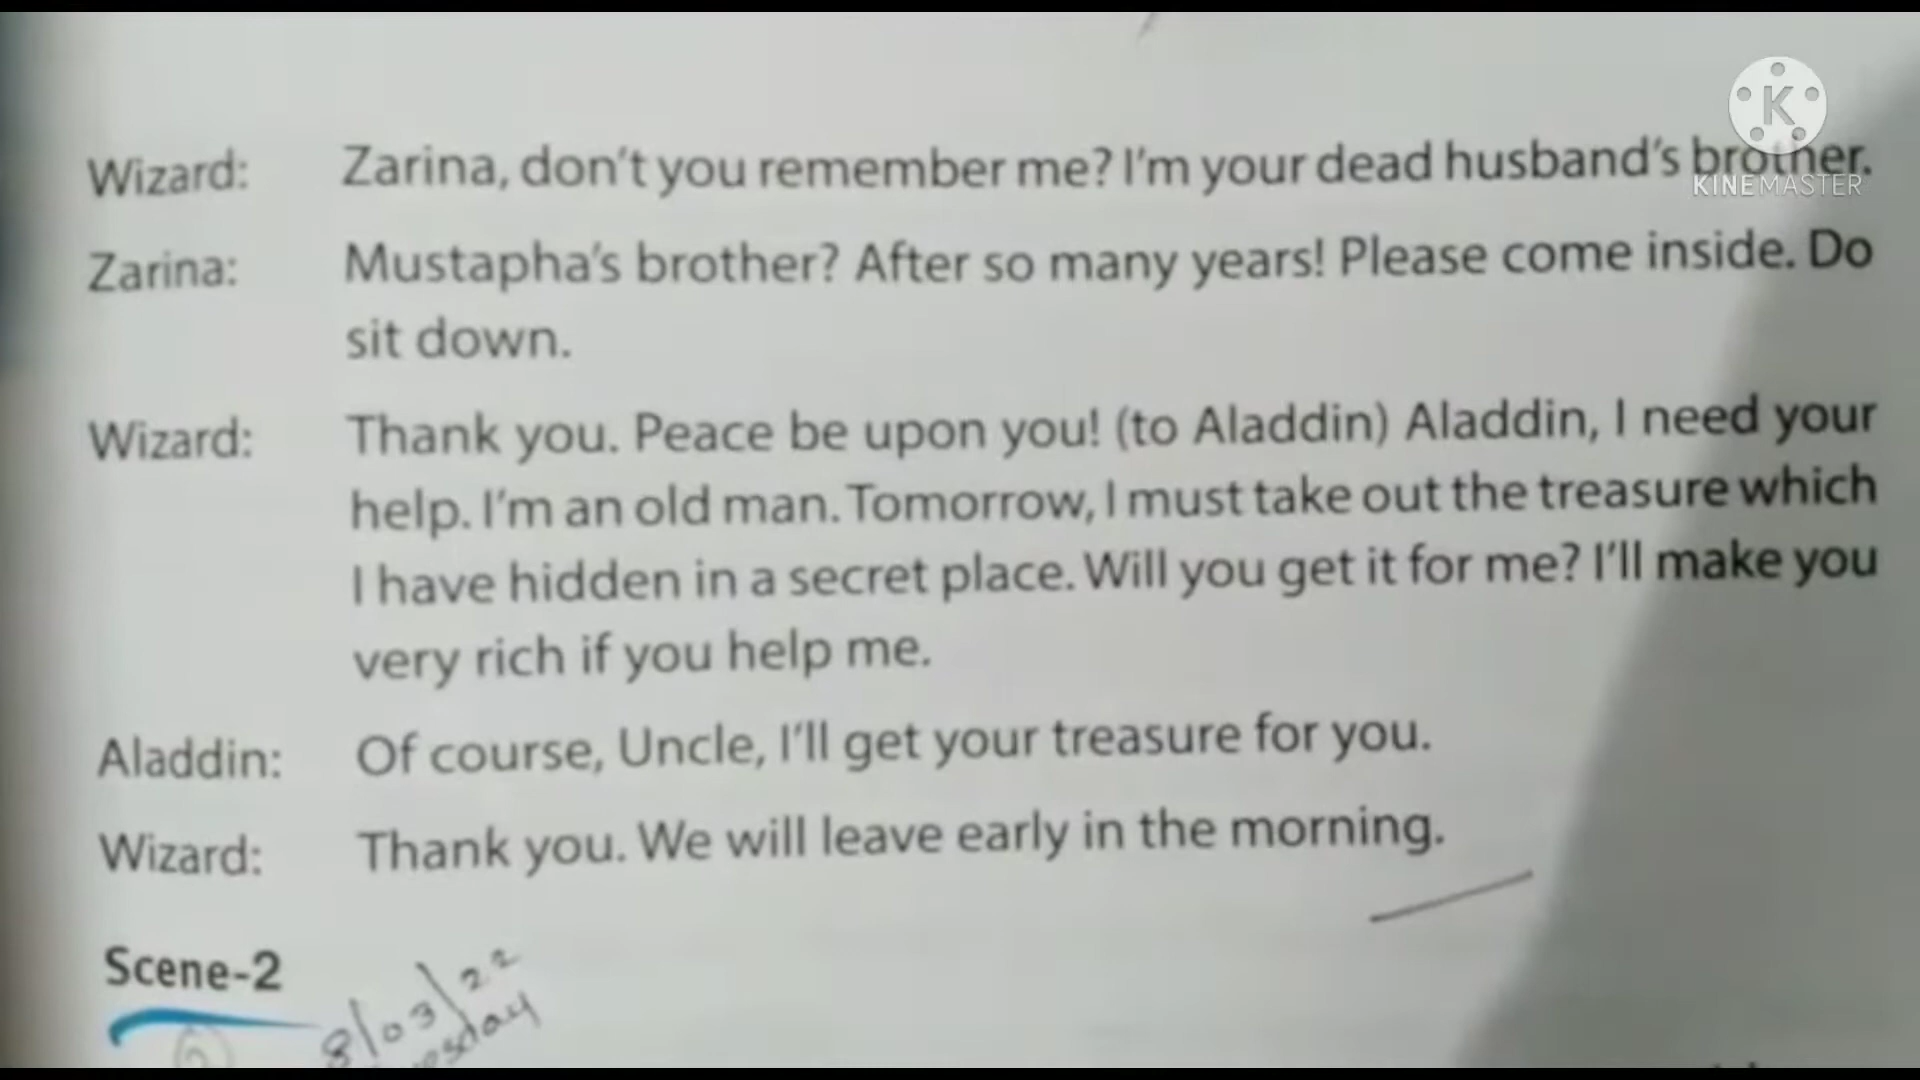 K
KINEMASTER
Wizard: Zarina, don't you remember me? I'm your dead husband's brother.
Zarina: Mustapha's brother? After so many years! Please come inside. Do
sit down.
Wizard: Thank you. Peace be upon you! (to Aladdin) Aladdin, I need your
help. I'm an old man. Tomorrow, I must take out the treasure which
I have hidden in a secret place. Will you get it for me? I'll make you
very rich if you help me.
Aladdin: Of course, Uncle, I'll get your treasure for you.
Wizard: Thank you. We will leave early in the morning.
Scene-2
8/03/22